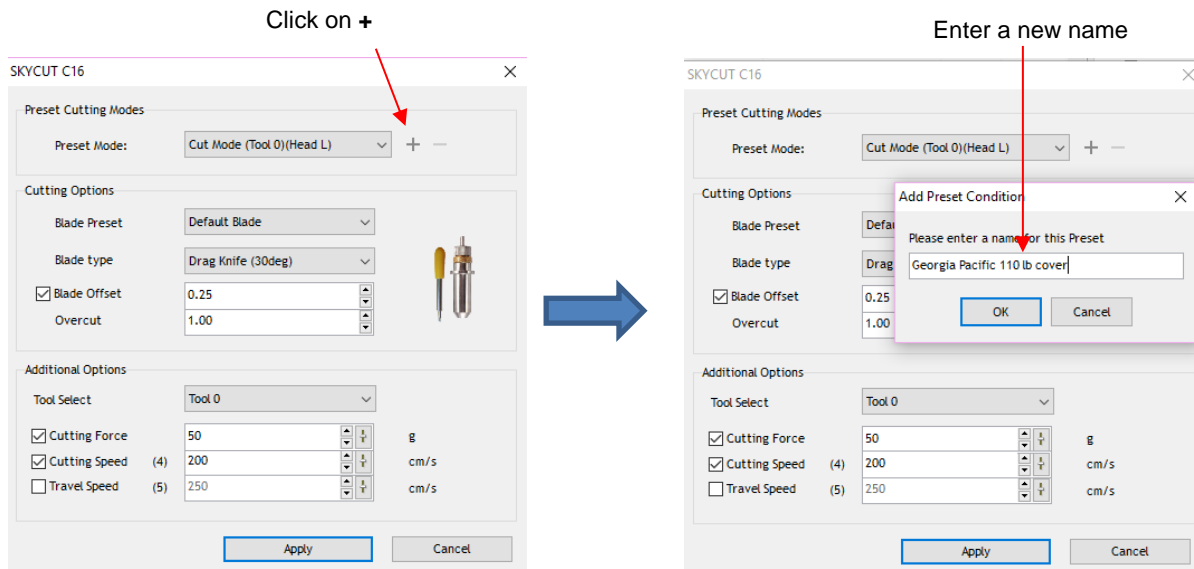 Click on +
SKYCUT C16
Preset Cutting Modes
Preset Mode: Cut Mode (Tool 0)(Head L) + −
Cutting Options
Blade Preset Default Blade
Blade type Drag Knife (30deg)
Blade Offset 0.25
Overcut 1.00
Additional Options
Tool Select Tool 0
Cutting Force 50 g
Cutting Speed (4) 200 cm/s
Travel Speed (5) 250 cm/s
Apply Cancel
Enter a new name
SKYCUT C16
Preset Cutting Modes
Preset Mode: Cut Mode (Tool 0)(Head L) + −
Cutting Options
Blade Preset Defau
Blade type Drag
Blade Offset 0.25
Overcut 1.00
Add Preset Condition
Please enter a name for this Preset
Georgia Pacific 110 lb cover
OK Cancel
Additional Options
Tool Select Tool 0
Cutting Force 50 g
Cutting Speed (4) 200 cm/s
Travel Speed (5) 250 cm/s
Apply Cancel